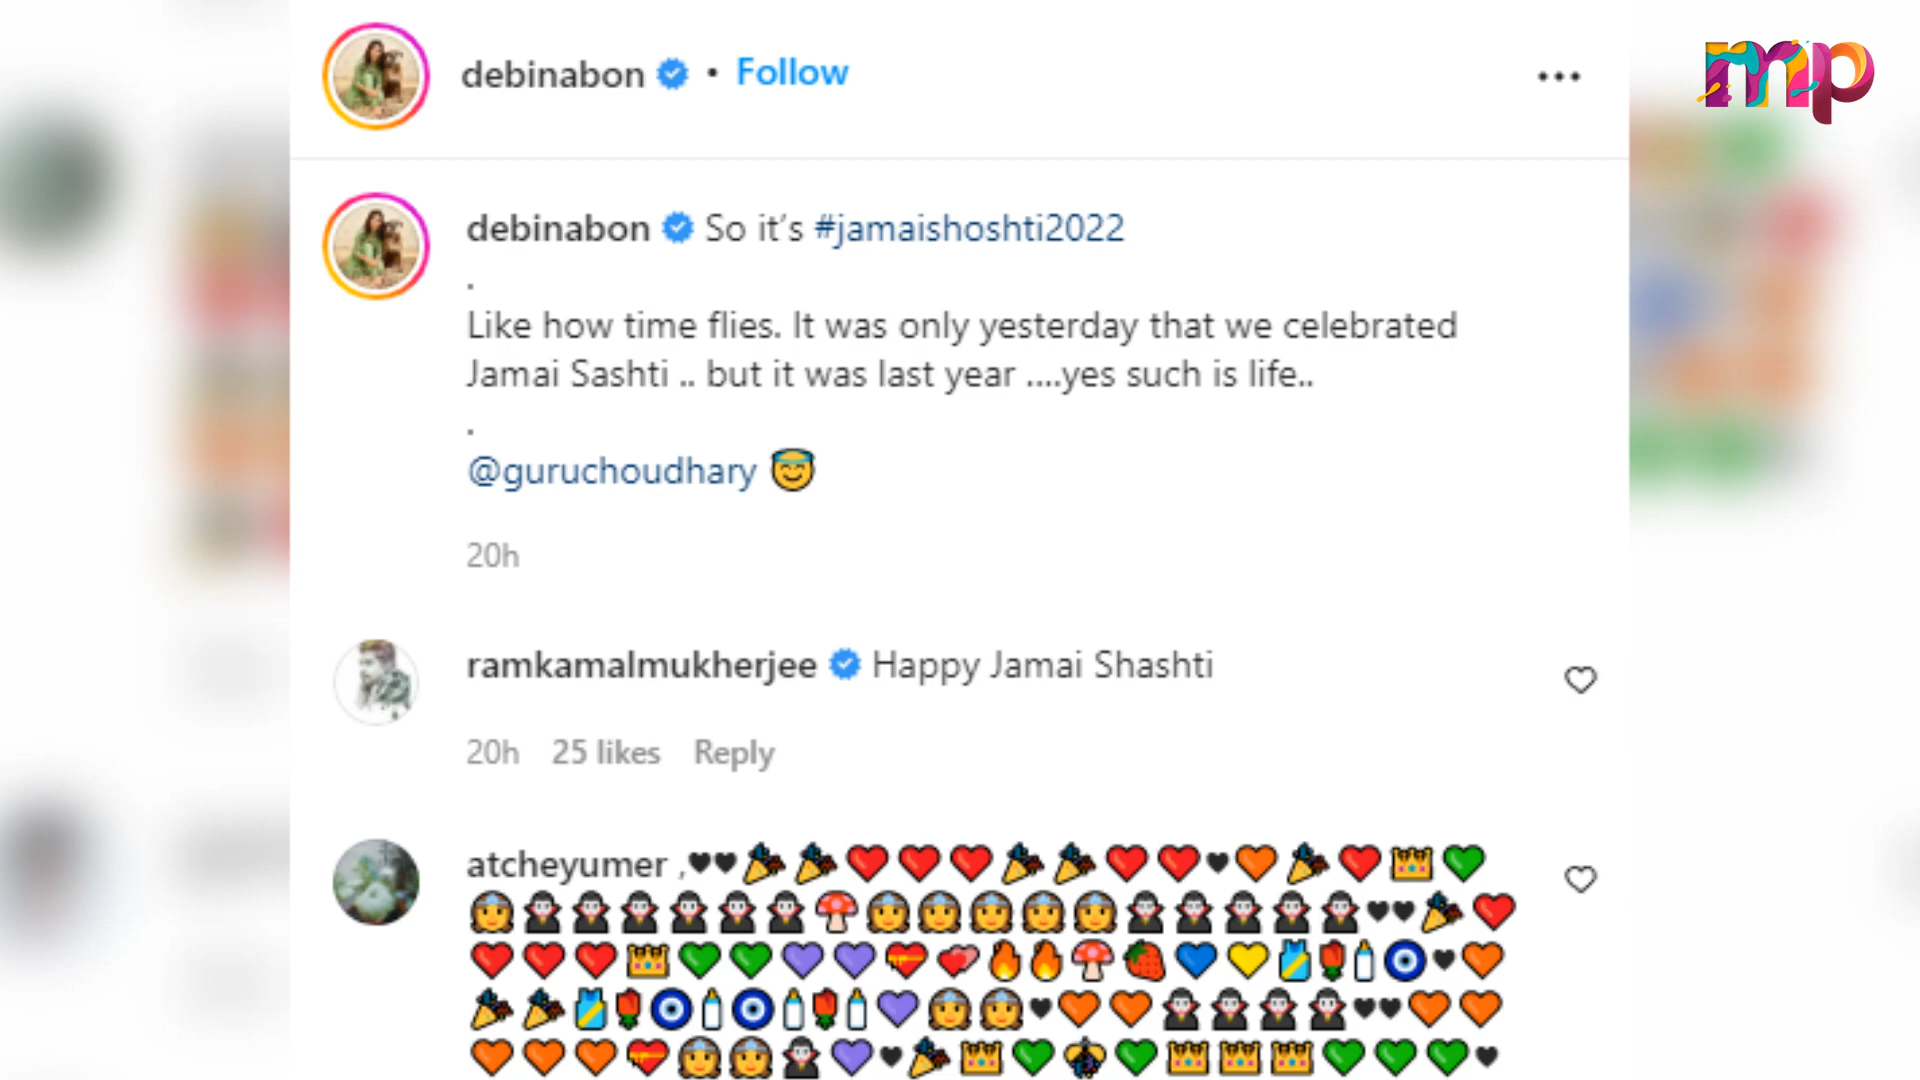 mp
debinabon • Follow
debinabon So it's #jamaishoshti2022
.
Like how time flies. It was only yesterday that we celebrated
Jamai Sashti .. but it was last year ....yes such is life..
.
@guruchoudhary 😇
20h
ramkamalmukherjee Happy Jamai Shashti
20h 25 likes Reply
atcheyumer ,🖤🖤🎉🎉❤️❤️❤️🎉🎉❤️❤️🖤🧡🎉❤️👑💚
👸🧛‍♂️🧛‍♂️🧛‍♂️🧛‍♂️🧛‍♂️🧛‍♂️🍄👸👸👸👸👸🧛‍♂️🧛‍♂️🧛‍♂️🧛‍♂️🧛‍♂️🖤🖤🎉❤️
❤️❤️❤️👑💚💚💜💜💝💞🔥🔥🍄🍓💙💛🎽🌹🍼🧿🖤🧡
🎉🎉🎽🌹🧿🍼🧿🍼🌹🍼💜👸👸🖤🧡🧡🧛‍♂️🧛‍♂️🧛‍♂️🧛‍♂️🖤🖤🧡🧡
🧡🧡🧡💝👸👸🧛‍♂️💜🖤🎉👑💚🐝💚👑👑👑💚💚💚🖤